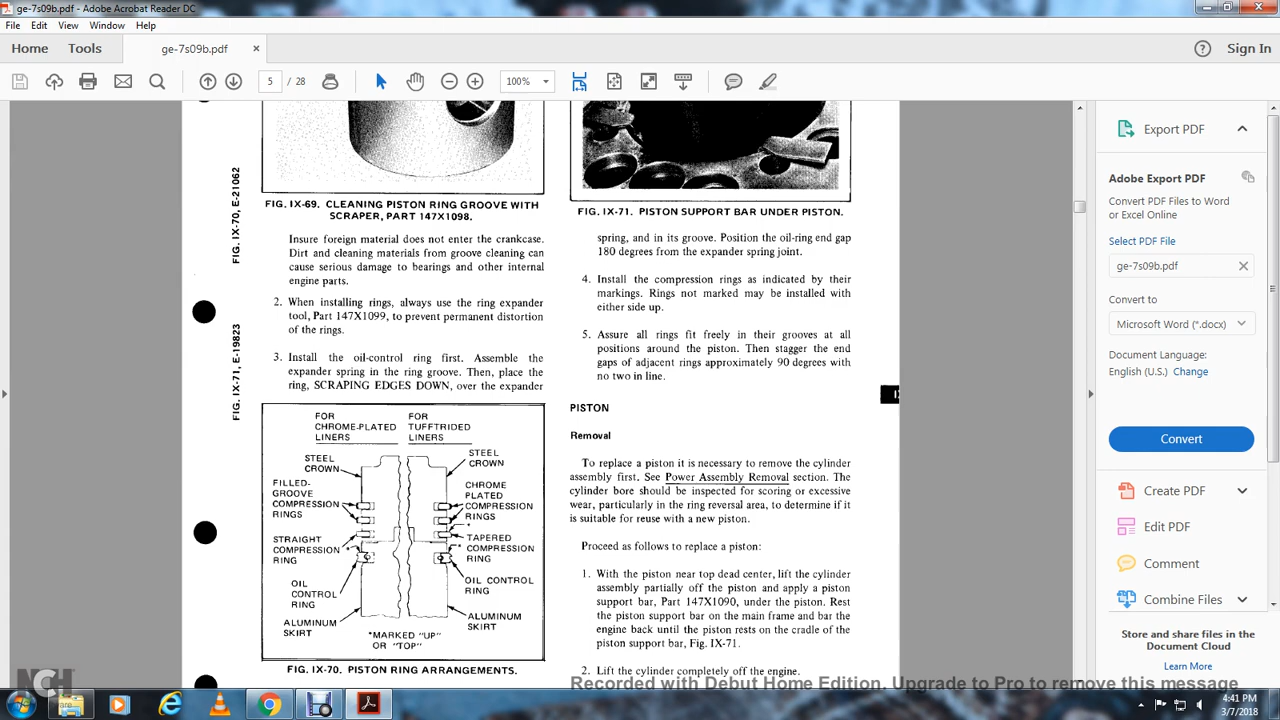 ge-7s09b.pdf - Adobe Acrobat Reader DC
File Edit View Window Help
Home Tools ge-7s09b.pdf × Sign In
5 / 28 100%
FIG. IX-70, E-21062
FIG. IX-71, E-19823
FIG. IX-69. CLEANING PISTON RING GROOVE WITH
SCRAPER, PART 147X1098.
Insure foreign material does not enter the crankcase.
Dirt and cleaning materials from groove cleaning can
cause serious damage to bearings and other internal
engine parts.
2. When installing rings, always use the ring expander
tool, Part 147X1099, to prevent permanent distortion
of the rings.
3. Install the oil-control ring first. Assemble the
expander spring in the ring groove. Then, place the
ring, SCRAPING EDGES DOWN, over the expander
FOR
CHROME-PLATED
LINERS
FOR
TUFFTRIDED
LINERS
STEEL
CROWN
FILLED-
GROOVE
COMPRESSION
RINGS
STRAIGHT
COMPRESSION
RING
OIL
CONTROL
RING
ALUMINUM
SKIRT
STEEL
CROWN
CHROME
PLATED
COMPRESSION
RINGS
*
TAPERED
COMPRESSION
RING
OIL CONTROL
RING
ALUMINUM
SKIRT
*MARKED "UP"
OR "TOP"
FIG. IX-70. PISTON RING ARRANGEMENTS.
FIG. IX-71. PISTON SUPPORT BAR UNDER PISTON.
spring, and in its groove. Position the oil-ring end gap
180 degrees from the expander spring joint.
4. Install the compression rings as indicated by their
markings. Rings not marked may be installed with
either side up.
5. Assure all rings fit freely in their grooves at all
positions around the piston. Then stagger the end
gaps of adjacent rings approximately 90 degrees with
no two in line.
PISTON
Removal
To replace a piston it is necessary to remove the cylinder
assembly first. See Power Assembly Removal section. The
cylinder bore should be inspected for scoring or excessive
wear, particularly in the ring reversal area, to determine if it
is suitable for reuse with a new piston.
Proceed as follows to replace a piston:
1. With the piston near top dead center, lift the cylinder
assembly partially off the piston and apply a piston
support bar, Part 147X1090, under the piston. Rest
the piston support bar on the main frame and bar the
engine back until the piston rests on the cradle of the
piston support bar, Fig. IX-71.
2. Lift the cylinder completely off the engine.
Export PDF
Adobe Export PDF
Convert PDF Files to Word
or Excel Online
Select PDF File
ge-7s09b.pdf
Convert to
Microsoft Word (*.docx)
Document Language:
English (U.S.) Change
Convert
Create PDF
Edit PDF
Comment
Combine Files
Store and share files in the
Document Cloud
Learn More
NCH
Recorded with Debut Home Edition. Upgrade to Pro to remove this message
4:41 PM
3/7/2018